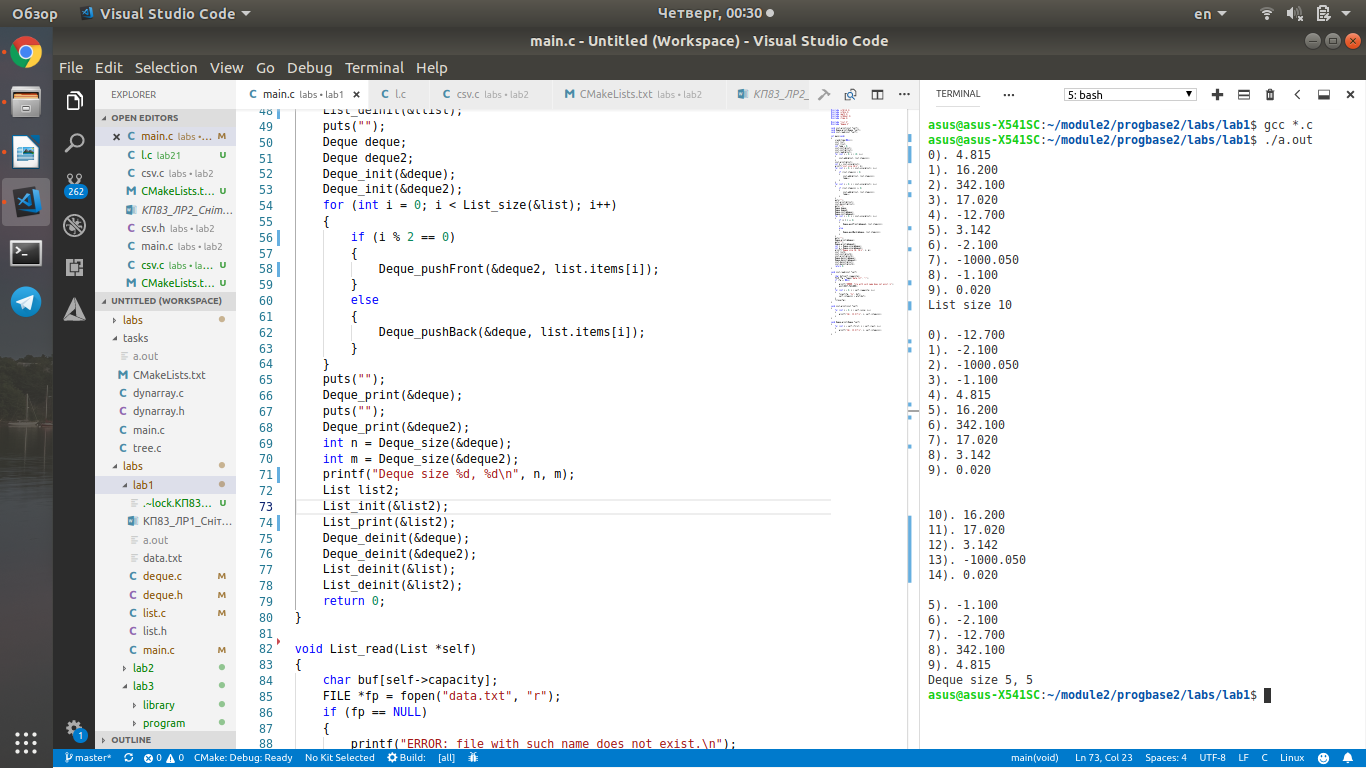 Обзор
Visual Studio Code
Четверг, 00:30
en
main.c - Untitled (Workspace) - Visual Studio Code
File Edit Selection View Go Debug Terminal Help
EXPLORER
OPEN EDITORS
main.c labs • ... M
l.c lab21 U
csv.c labs • lab2
CMakeLists.t... U
КП83_ЛР2_Сніт...
csv.h labs • lab2
main.c labs • lab2
csv.c labs • la... U
CMakeLists.t... U
UNTITLED (WORKSPACE)
labs
tasks
a.out
CMakeLists.txt
dynarray.c
dynarray.h
main.c
tree.c
labs
lab1
.~lock.КП83... U
КП83_ЛР1_Сніт...
a.out
data.txt
deque.c M
deque.h M
list.c M
list.h
main.c M
lab2
lab3
library
program
OUTLINE
262
1
main.c labs • lab1
l.c
csv.c labs • lab2
CMakeLists.txt labs • lab2
КП83_ЛР2_
48 List_deinit(&tlist);
49 puts("");
50 Deque deque;
51 Deque deque2;
52 Deque_init(&deque);
53 Deque_init(&deque2);
54 for (int i = 0; i < List_size(&list); i++)
55 {
56 if (i % 2 == 0)
57 {
58 Deque_pushFront(&deque2, list.items[i]);
59 }
60 else
61 {
62 Deque_pushBack(&deque, list.items[i]);
63 }
64 }
65 puts("");
66 Deque_print(&deque);
67 puts("");
68 Deque_print(&deque2);
69 int n = Deque_size(&deque);
70 int m = Deque_size(&deque2);
71 printf("Deque size %d, %d\n", n, m);
72 List list2;
73 List_init(&list2);
74 List_print(&list2);
75 Deque_deinit(&deque);
76 Deque_deinit(&deque2);
77 List_deinit(&list);
78 List_deinit(&list2);
79 return 0;
80 }
81
82 void List_read(List *self)
83 {
84 char buf[self->capacity];
85 FILE *fp = fopen("data.txt", "r");
86 if (fp == NULL)
87 {
88 printf("ERROR: file with such name does not exist.\n");
TERMINAL
5: bash
asus@asus-X541SC:~/module2/progbase2/labs/lab1$ gcc *.c
asus@asus-X541SC:~/module2/progbase2/labs/lab1$ ./a.out
0). 4.815
1). 16.200
2). 342.100
3). 17.020
4). -12.700
5). 3.142
6). -2.100
7). -1000.050
8). -1.100
9). 0.020
List size 10
0). -12.700
1). -2.100
2). -1000.050
3). -1.100
4). 4.815
5). 16.200
6). 342.100
7). 17.020
8). 3.142
9). 0.020
10). 16.200
11). 17.020
12). 3.142
13). -1000.050
14). 0.020
5). -1.100
6). -2.100
7). -12.700
8). 342.100
9). 4.815
Deque size 5, 5
asus@asus-X541SC:~/module2/progbase2/labs/lab1$
master* 0 0 CMake: Debug: Ready No Kit Selected Build: [all] main(void) Ln 73, Col 23 Spaces: 4 UTF-8 LF C Linux